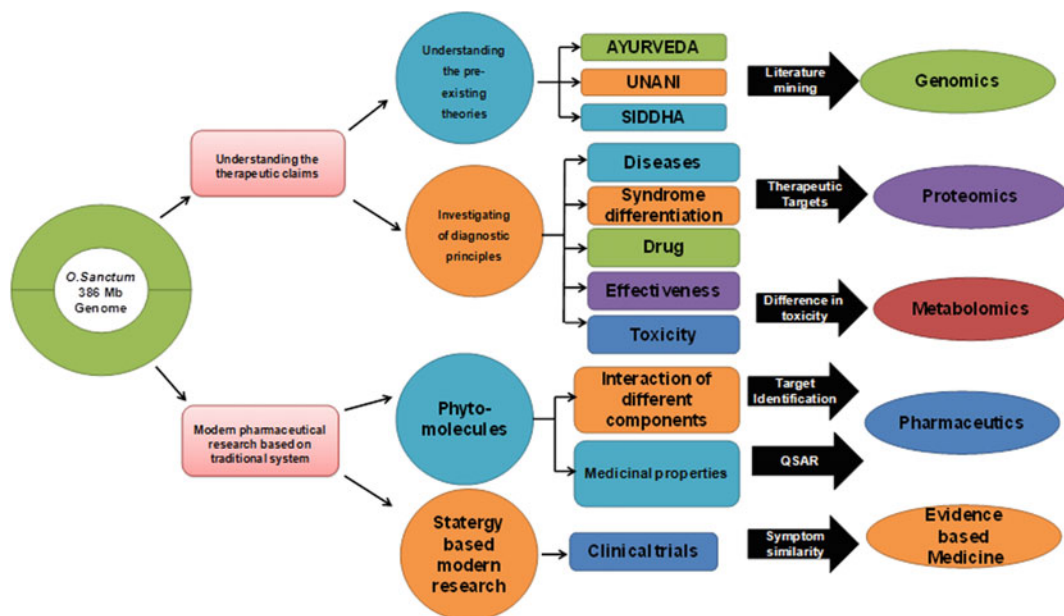 O.Sanctum
386 Mb
Genome
Understanding the
therapeutic claims
Modern pharmaceutical
research based on
traditional system
Understanding
the pre-
existing
theories
Investigating
of diagnostic
principles
Phyto-
molecules
Statergy
based
modern
research
AYURVEDA
UNANI
SIDDHA
Diseases
Syndrome
differentiation
Drug
Effectiveness
Toxicity
Interaction of
different
components
Medicinal properties
Clinical trials
Literature
mining
Therapeutic
Targets
Difference in
toxicity
Target
Identification
QSAR
Symptom
similarity
Genomics
Proteomics
Metabolomics
Pharmaceutics
Evidence
based
Medicine